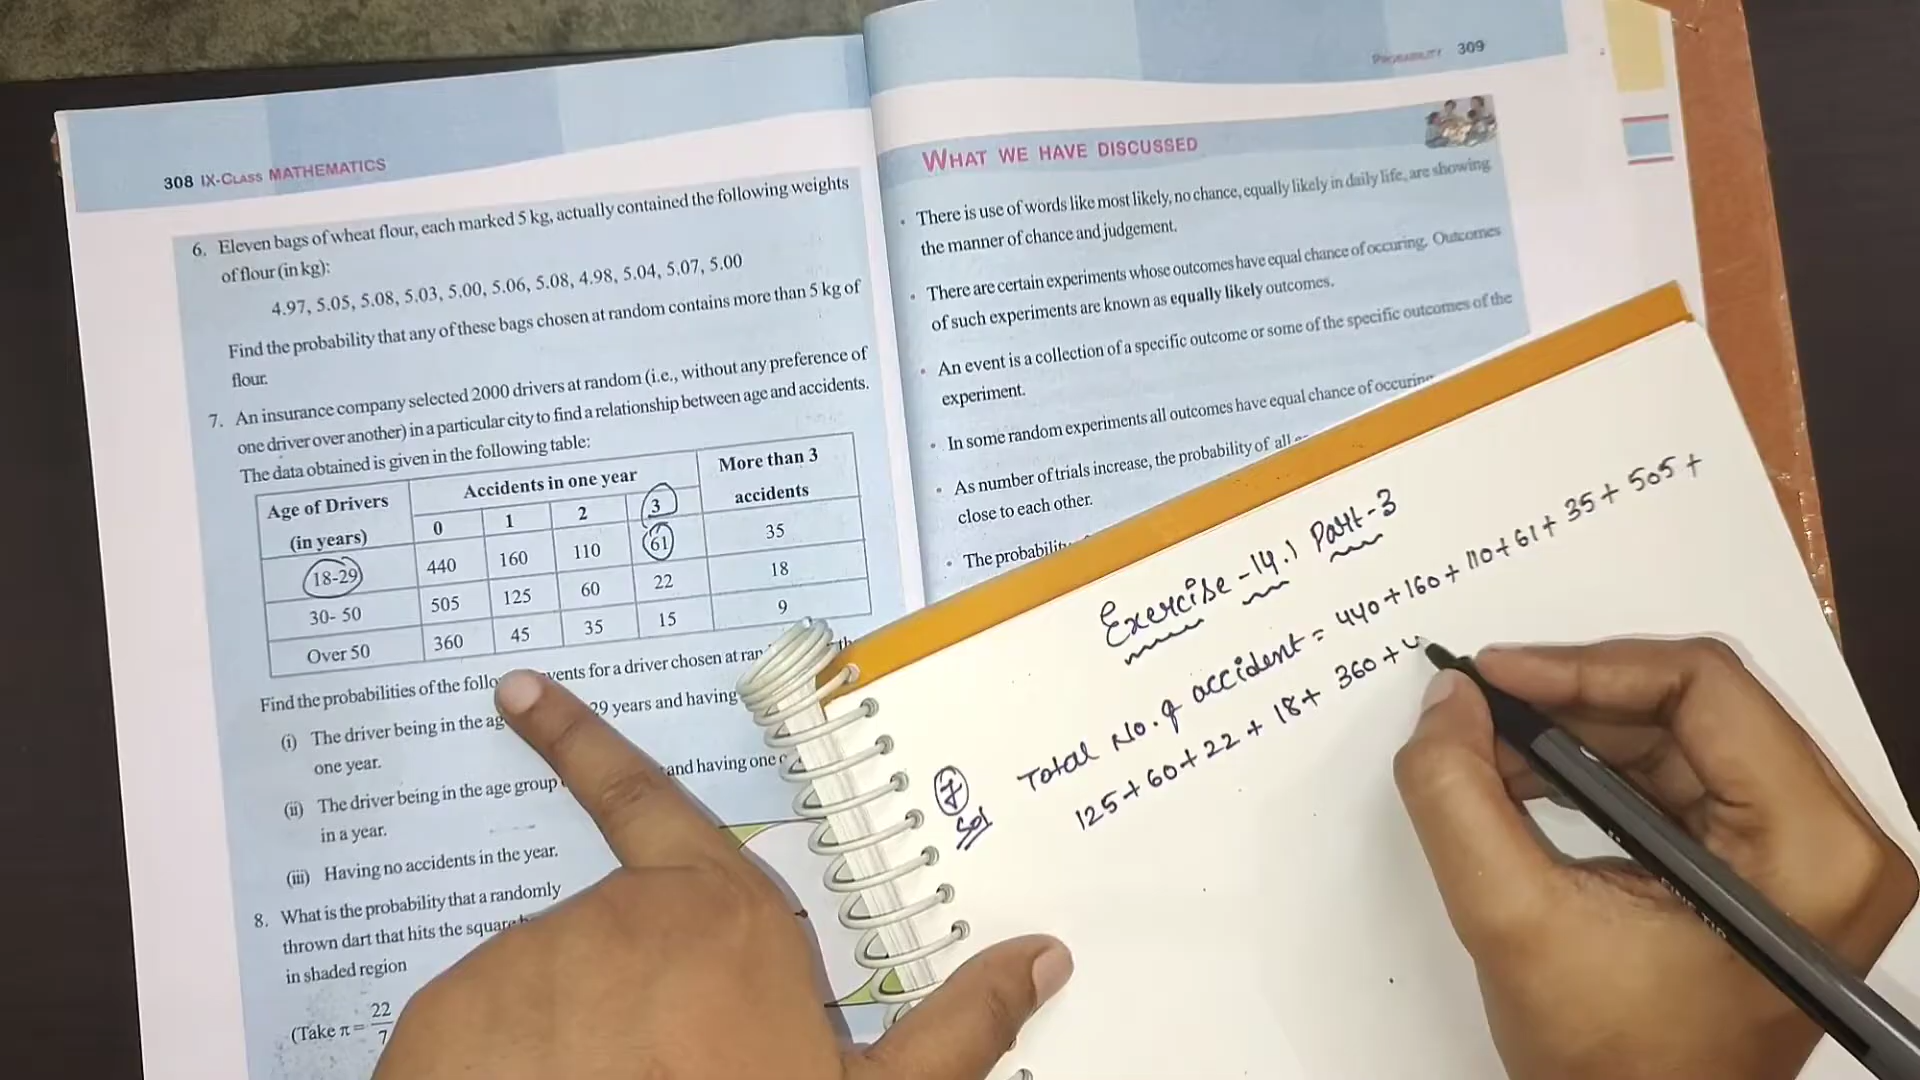 308 IX-CLASS MATHEMATICS
6. Eleven bags of wheat flour, each marked 5 kg, actually contained the following weights
of flour (in kg):
4.97, 5.05, 5.08, 5.03, 5.00, 5.06, 5.08, 4.98, 5.04, 5.07, 5.00
Find the probability that any of these bags chosen at random contains more than 5 kg of
flour.
7. An insurance company selected 2000 drivers at random (i.e., without any preference of
one driver over another) in a particular city to find a relationship between age and accidents.
The data obtained is given in the following table:
Age of Drivers (in years) Accidents in one year More than 3 accidents
0 1 2 3
18-29 440 160 110 61 35
30- 50 505 125 60 22 18
Over 50 360 45 35 15 9
Find the probabilities of the follo vents for a driver chosen at ran th
(i) The driver being in the ag 29 years and having
one year.
(ii) The driver being in the age group and having one
in a year.
(iii) Having no accidents in the year.
8. What is the probability that a randomly
thrown dart that hits the square
in shaded region
(Take π = 22/7
PROBABILITY 309
WHAT WE HAVE DISCUSSED
• There is use of words like most likely, no chance, equally likely in daily life, are showing
the manner of chance and judgement.
• There are certain experiments whose outcomes have equal chance of occuring. Outcomes
of such experiments are known as equally likely outcomes.
• An event is a collection of a specific outcome or some of the specific outcomes of the
experiment.
• In some random experiments all outcomes have equal chance of occuring
• As number of trials increase, the probability of all
close to each other.
• The probabilit
Exercise-14.1 Part-3
7 Total No. of accident = 440+160+110+61+35+505+
Sol 125+60+22+18+360+4